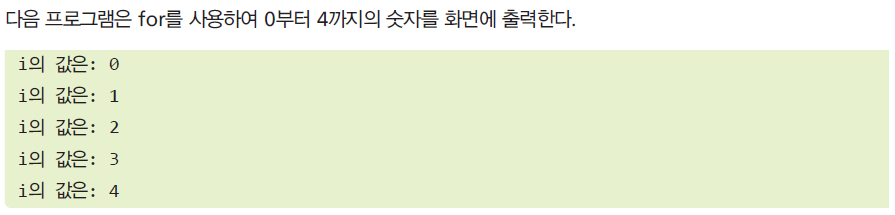 다음 프로그램은 for를 사용하여 0부터 4까지의 숫자를 화면에 출력한다.
i의 값은: 0
i의 값은: 1
i의 값은: 2
i의 값은: 3
i의 값은: 4